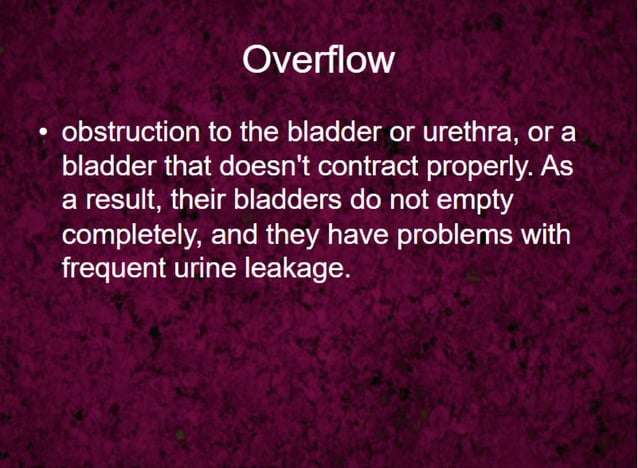 Overflow
• obstruction to the bladder or urethra, or a
bladder that doesn't contract properly. As
a result, their bladders do not empty
completely, and they have problems with
frequent urine leakage.